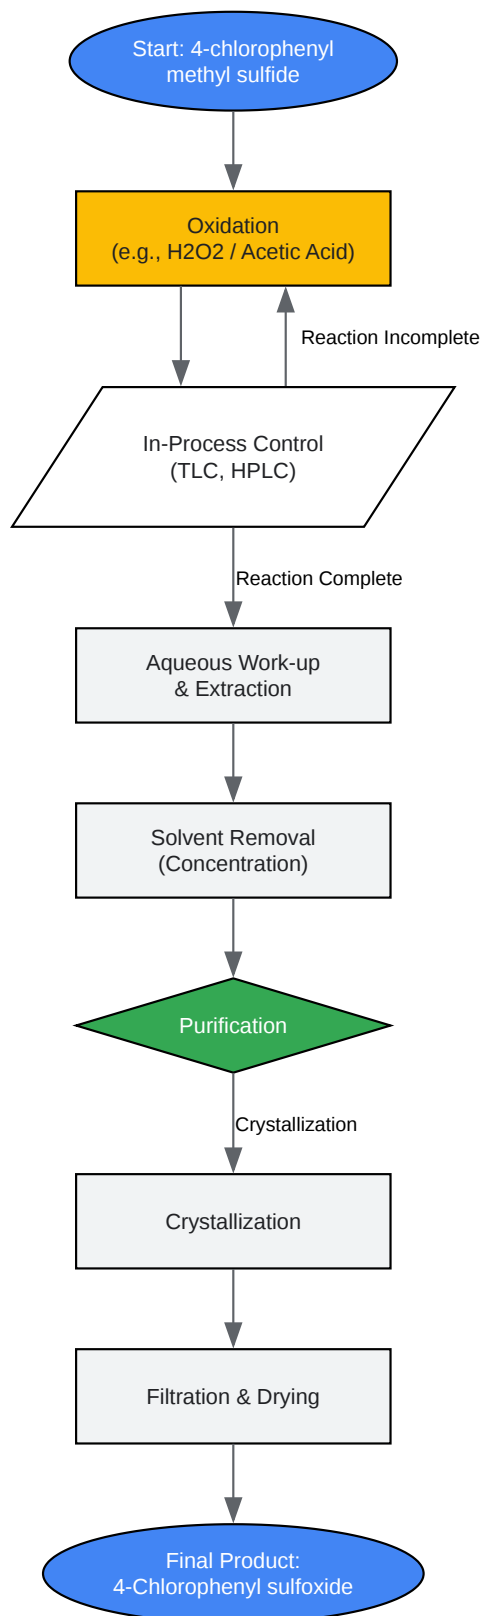 Start: 4-chlorophenyl
methyl sulfide
Oxidation
(e.g., H2O2 / Acetic Acid)
Reaction Incomplete
In-Process Control
(TLC, HPLC)
Reaction Complete
Aqueous Work-up
& Extraction
Solvent Removal
(Concentration)
Purification
Crystallization
Crystallization
Filtration & Drying
Final Product:
4-Chlorophenyl sulfoxide